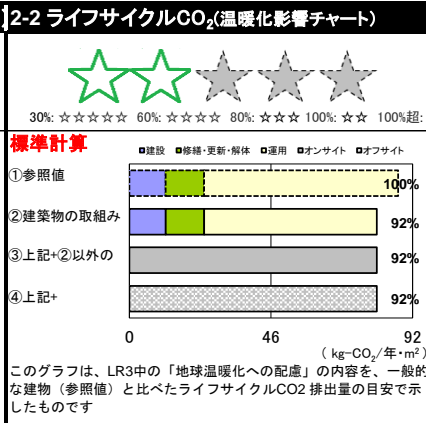 2-2 ライフサイクルCO2(温暖化影響チャート)
30%: ☆☆☆☆☆ 60%: ☆☆☆☆ 80%: ☆☆☆ 100%: ☆☆ 100%超:
標準計算
■建設 ■修繕・更新・解体 □運用 ■オンサイト ■オフサイト
①参照値 100%
②建築物の取組み 92%
③上記+②以外の 92%
④上記+ 92%
0 46 92
( kg-CO2/年・m² )
このグラフは、LR3中の「地球温暖化への配慮」の内容を、一般的
な建物(参照値)と比べたライフサイクルCO2 排出量の目安で示
したものです